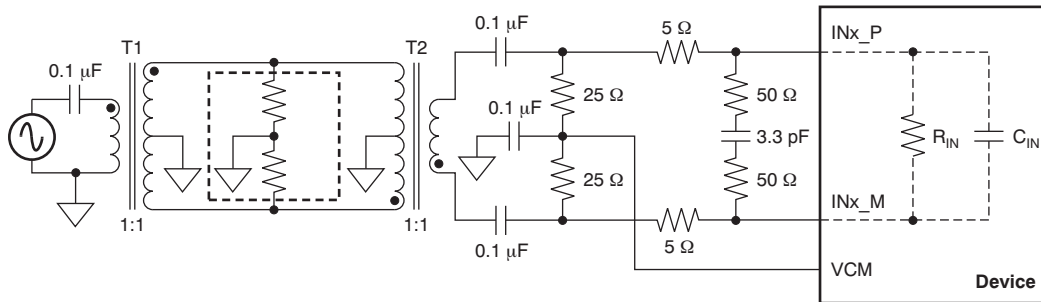 0.1 μF
5 Ω
INx_P
T1
T2
0.1 μF
25 Ω
50 Ω
0.1 μF
3.3 pF
R_IN
C_IN
25 Ω
50 Ω
INx_M
1:1
1:1
0.1 μF
5 Ω
VCM
Device